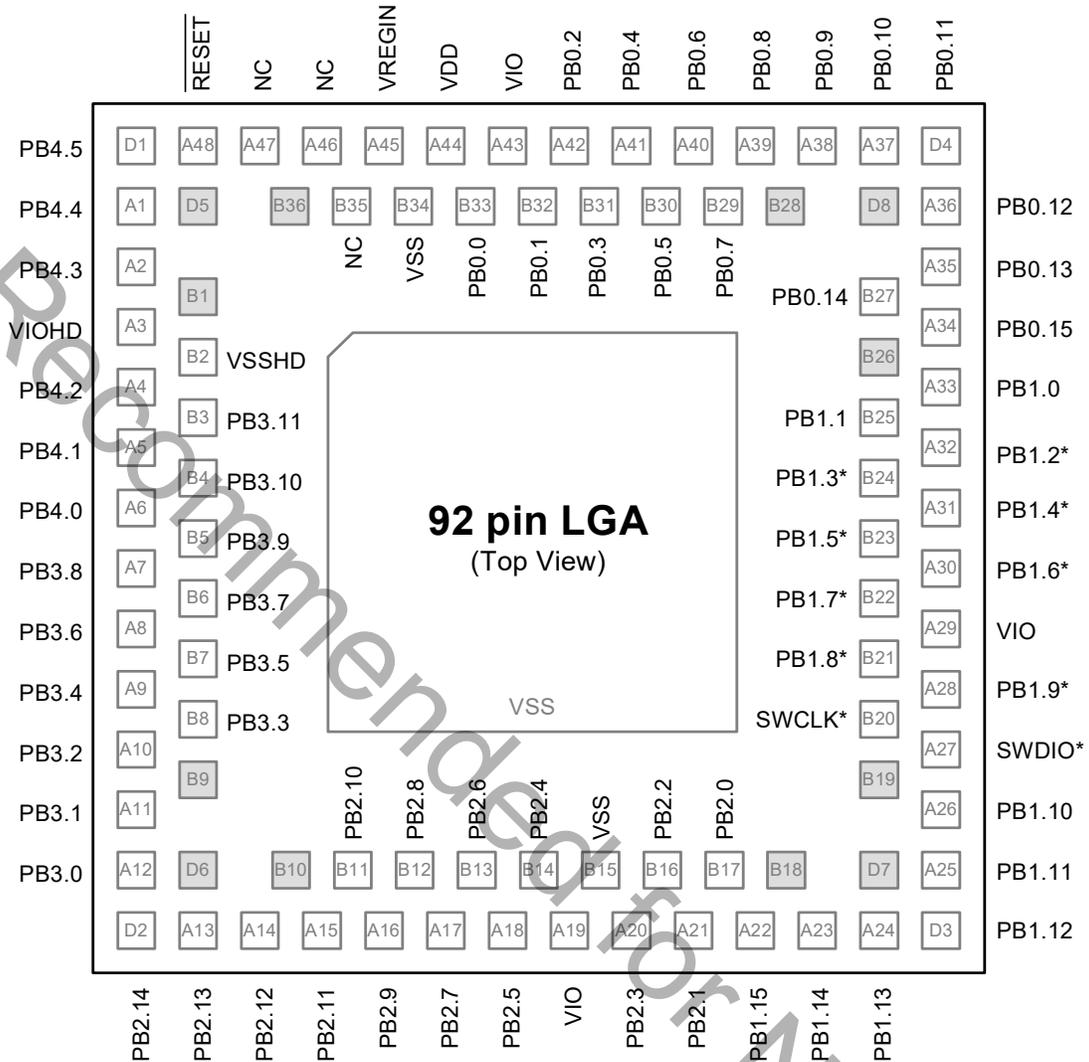 RESET NC NC VREGIN VDD VIO PB0.2 PB0.4 PB0.6 PB0.8 PB0.9 PB0.10 PB0.11
PB4.5 D1 A48 A47 A46 A45 A44 A43 A42 A41 A40 A39 A38 A37 D4
PB4.4 A1 D5 B36 B35 B34 B33 B32 B31 B30 B29 B28 D8 A36 PB0.12
NC VSS PB0.0 PB0.1 PB0.3 PB0.5 PB0.7
PB4.3 A2 A35 PB0.13
B1 PB0.14 B27
VIOHD A3 A34 PB0.15
B2 VSSHD B26
PB4.2 A4 A33 PB1.0
B3 PB3.11 PB1.1 B25
PB4.1 A5 A32 PB1.2*
B4 PB3.10 PB1.3* B24
PB4.0 A6 A31 PB1.4*
92 pin LGA
(Top View)
B5 PB3.9 PB1.5* B23
PB3.8 A7 A30 PB1.6*
B6 PB3.7 PB1.7* B22
PB3.6 A8 A29 VIO
B7 PB3.5 PB1.8* B21
PB3.4 A9 A28 PB1.9*
VSS
B8 PB3.3 SWCLK* B20
PB3.2 A10 A27 SWDIO*
B9 B19
PB3.1 A11 A26 PB1.10
PB2.10 PB2.8 PB2.6 PB2.4 VSS PB2.2 PB2.0
PB3.0 A12 D6 B10 B11 B12 B13 B14 B15 B16 B17 B18 D7 A25 PB1.11
D2 A13 A14 A15 A16 A17 A18 A19 A20 A21 A22 A23 A24 D3 PB1.12
PB2.14 PB2.13 PB2.12 PB2.11 PB2.9 PB2.7 PB2.5 VIO PB2.3 PB2.1 PB1.15 PB1.14 PB1.13
Recommended for